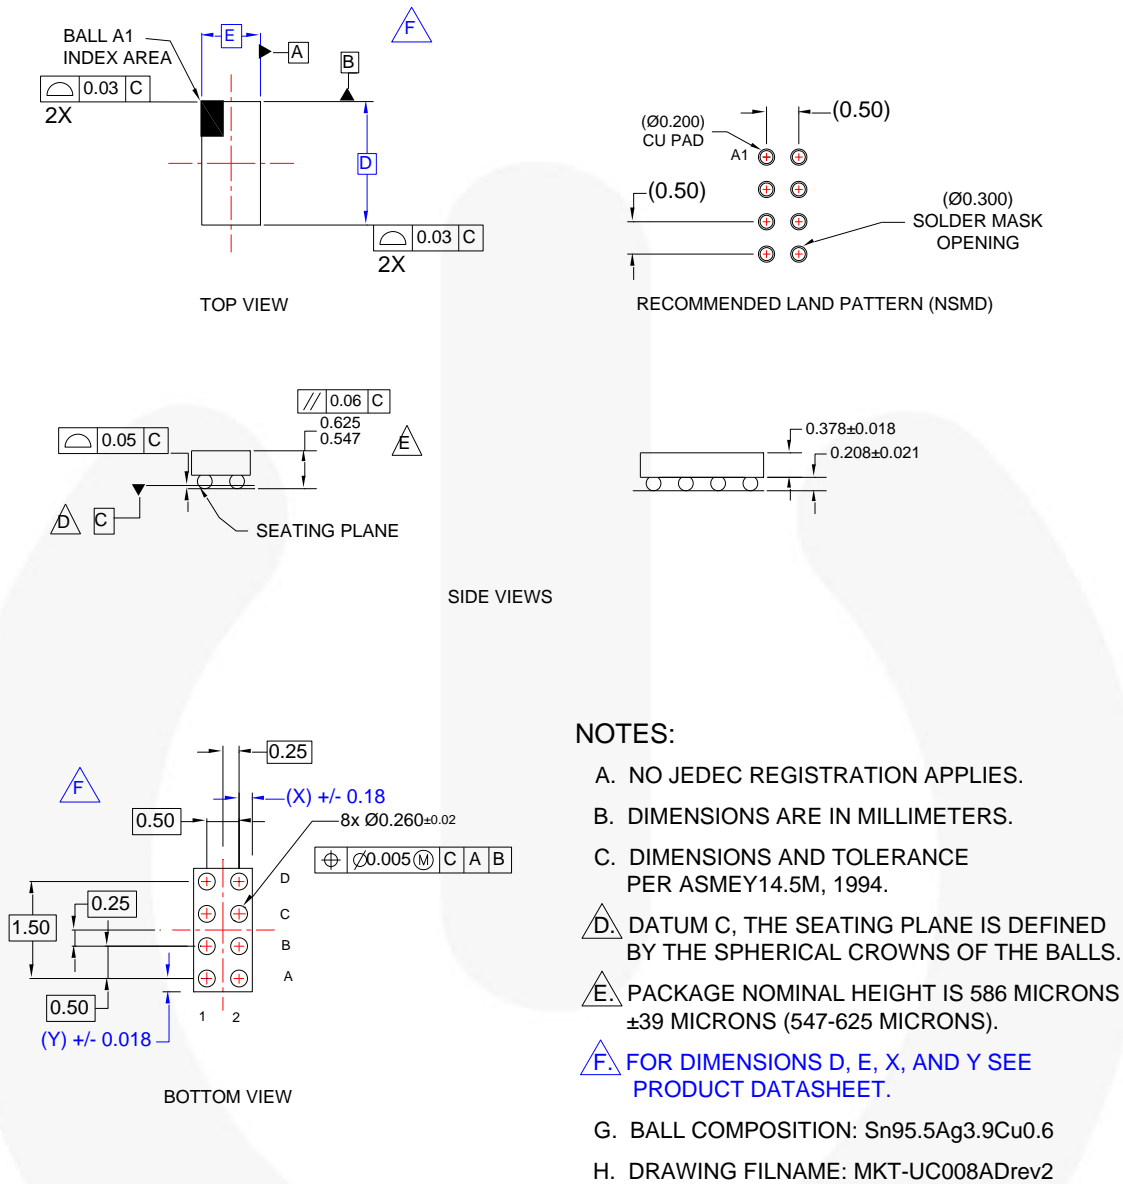 BALL A1
INDEX AREA
E
A
B
F
0.03 C
2X
D
0.03 C
2X
TOP VIEW
(0.50)
(Ø0.200)
CU PAD
A1
(0.50)
(Ø0.300)
SOLDER MASK
OPENING
RECOMMENDED LAND PATTERN (NSMD)
// 0.06 C
0.625
0.547
E
0.05 C
D
C
SEATING PLANE
0.378±0.018
0.208±0.021
SIDE VIEWS
0.25
F
(X) +/- 0.18
0.50
8x Ø0.260±0.02
⌖ Ø0.005Ⓜ C A B
D
0.25
C
1.50
B
A
0.50
1 2
(Y) +/- 0.018
BOTTOM VIEW
NOTES:
A. NO JEDEC REGISTRATION APPLIES.
B. DIMENSIONS ARE IN MILLIMETERS.
C. DIMENSIONS AND TOLERANCE
PER ASMEY14.5M, 1994.
D. DATUM C, THE SEATING PLANE IS DEFINED
BY THE SPHERICAL CROWNS OF THE BALLS.
E. PACKAGE NOMINAL HEIGHT IS 586 MICRONS
±39 MICRONS (547-625 MICRONS).
F. FOR DIMENSIONS D, E, X, AND Y SEE
PRODUCT DATASHEET.
G. BALL COMPOSITION: Sn95.5Ag3.9Cu0.6
H. DRAWING FILNAME: MKT-UC008ADrev2